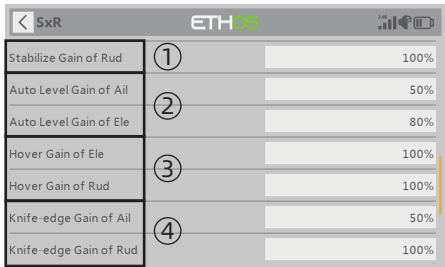 SxR
ETHOS
2.4G
Stabilize Gain of Rud ① 100%
Auto Level Gain of Ail 50%
②
Auto Level Gain of Ele 80%
Hover Gain of Ele 100%
③
Hover Gain of Rud 100%
Knife-edge Gain of Ail 50%
④
Knife-edge Gain of Rud 100%